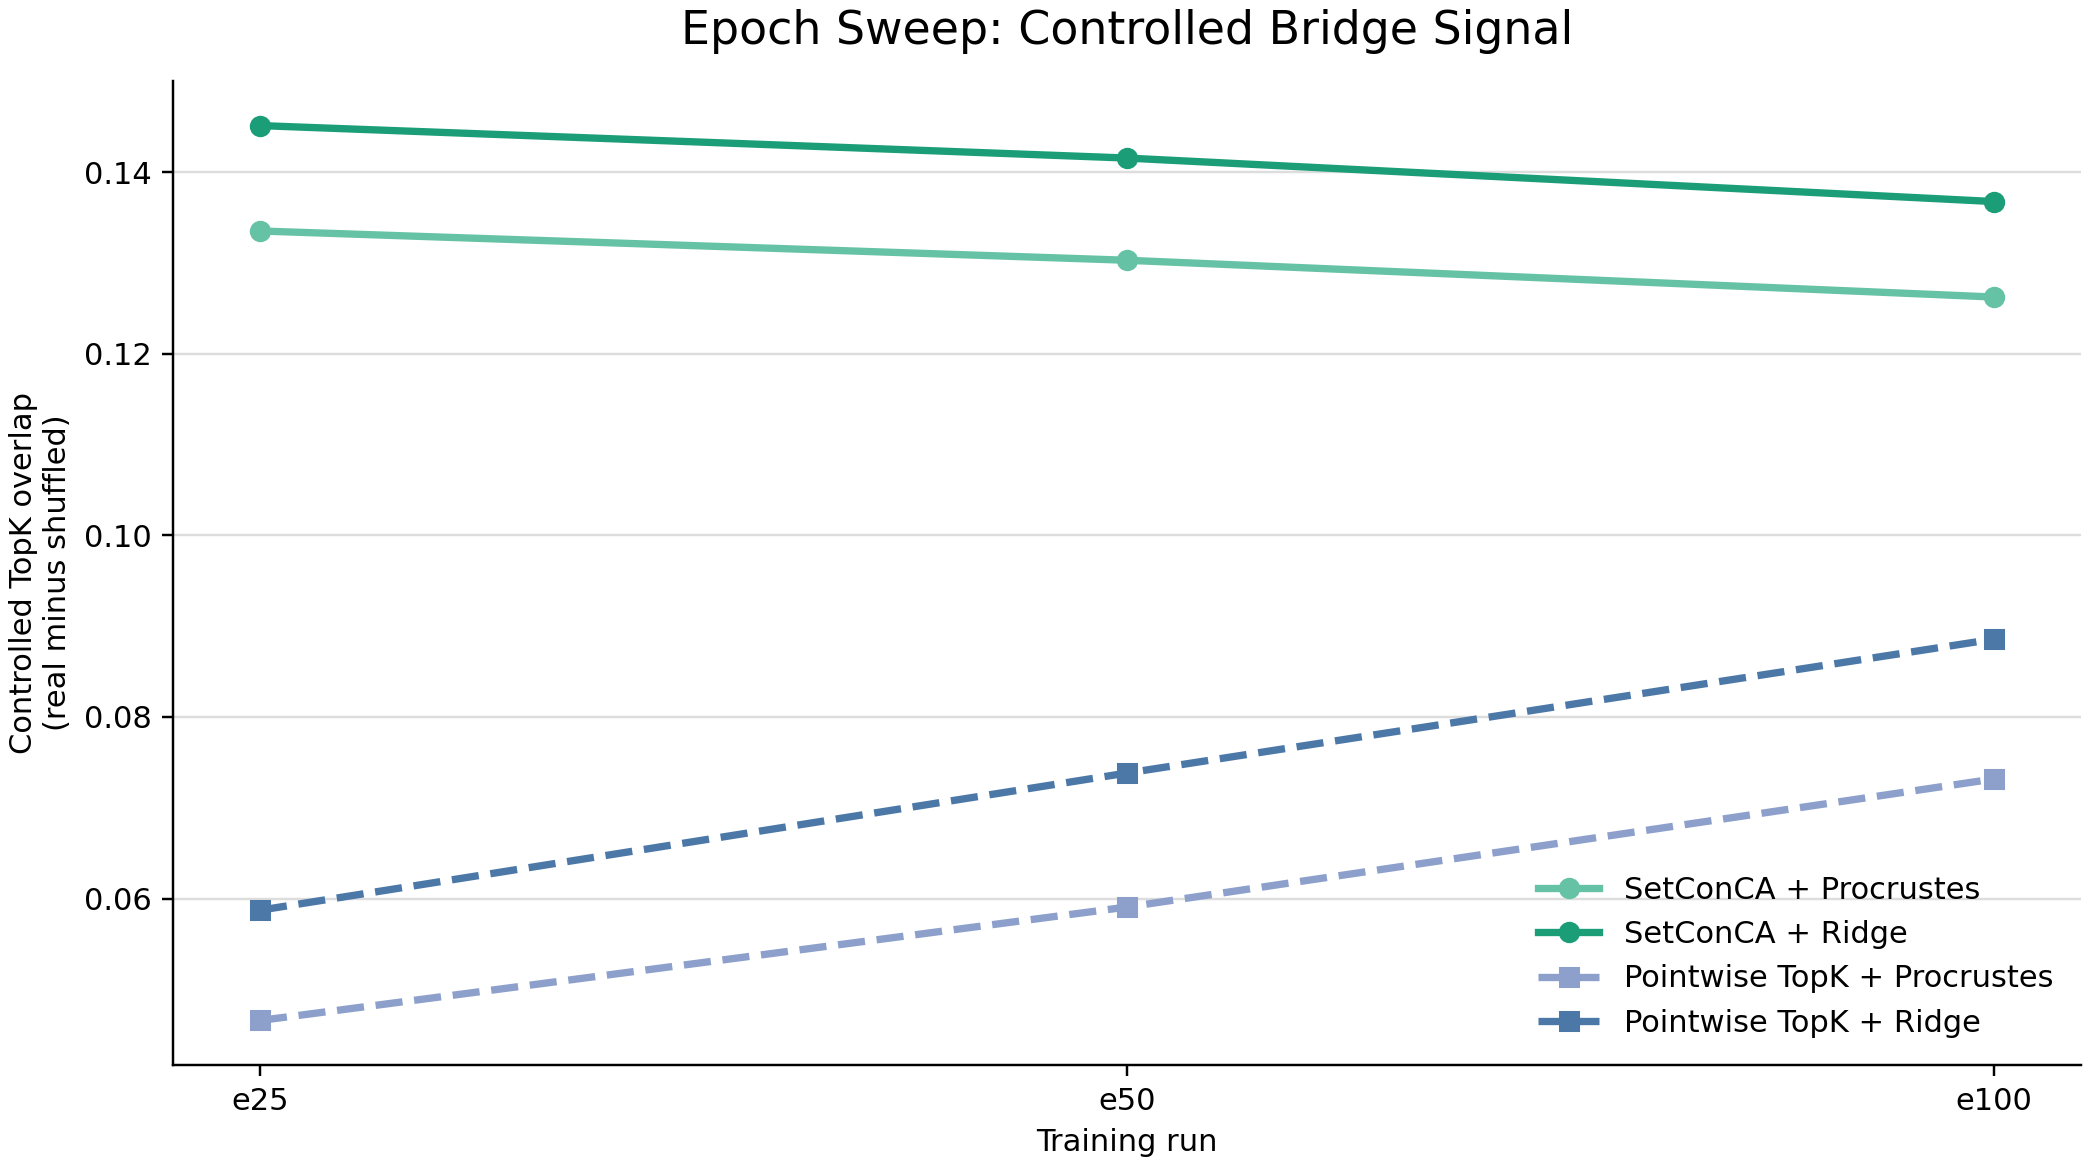 Epoch Sweep: Controlled Bridge Signal
Controlled TopK overlap
(real minus shuffled)
0.14
0.12
0.10
0.08
0.06
SetConCA + Procrustes
SetConCA + Ridge
Pointwise TopK + Procrustes
Pointwise TopK + Ridge
e25
e50
e100
Training run